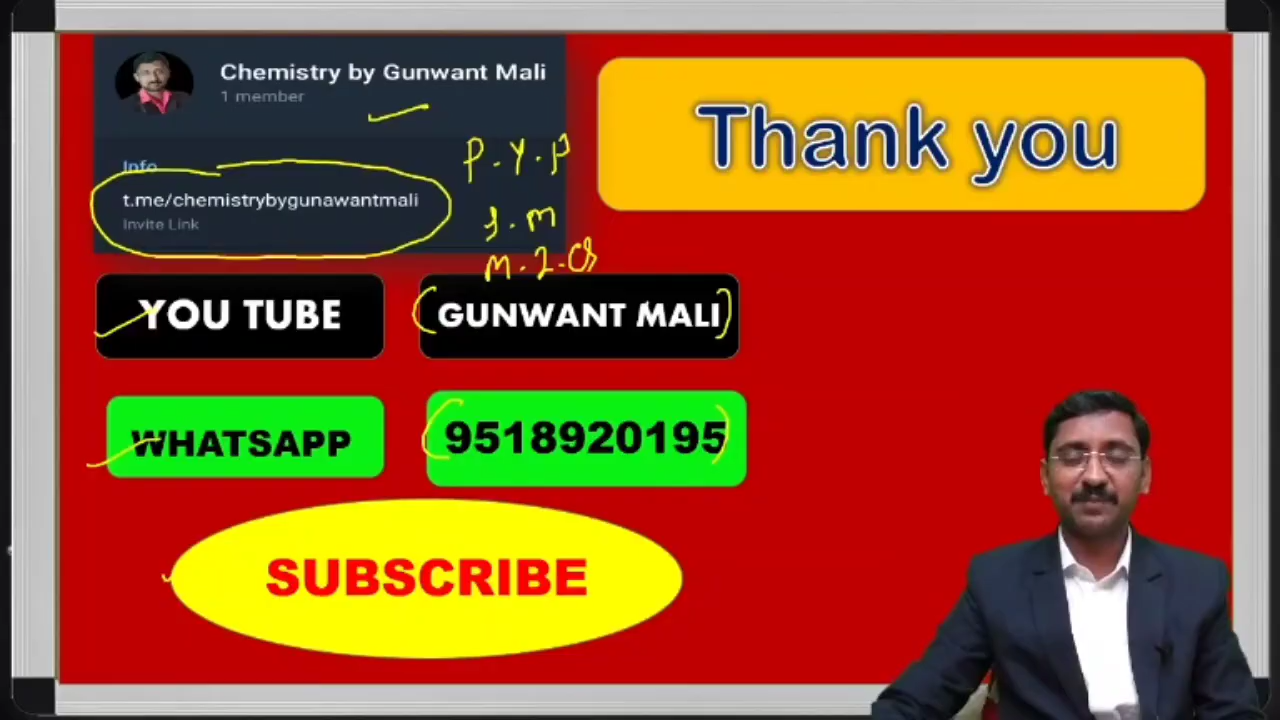 Chemistry by Gunwant Mali
1 member
Info
t.me/chemistrybygunawantmali
Invite Link
P.Y.P
M.2.
Thank you
YOU TUBE
GUNWANT MALI
WHATSAPP
9518920195
SUBSCRIBE